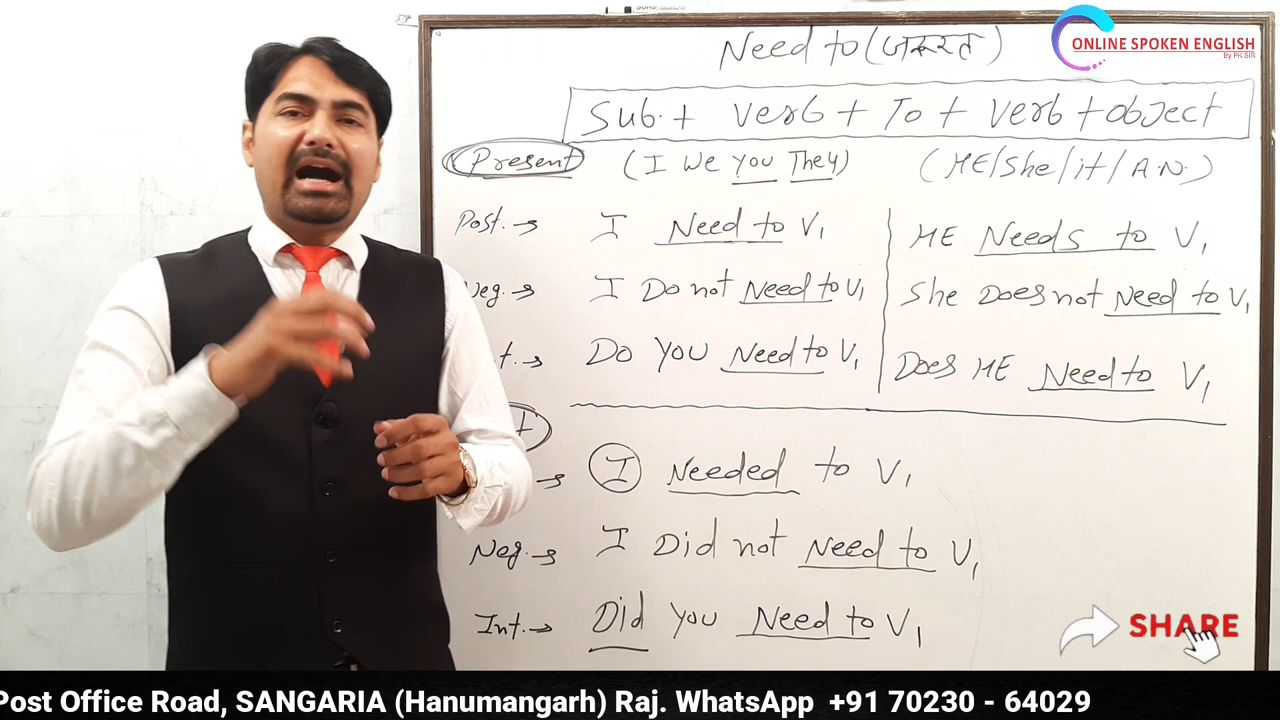 Need to (जरूरत)
ONLINE SPOKEN ENGLISH
By PK SIR
Sub. + Verb + To + Verb + object
Present (I We You They) (HE/She/it/A.N.)
Post. → I Need to V1 HE Needs to V1
Neg. → I Do not Need to V1 She Does not Need to V1
t. → Do You Need to V1 Does HE Need to V1
t
→ I Needed to V1
Neg. → I Did not Need to V1
Int. → Did you Need to V1
SHARE
Post Office Road, SANGARIA (Hanumangarh) Raj. WhatsApp +91 70230 - 64029